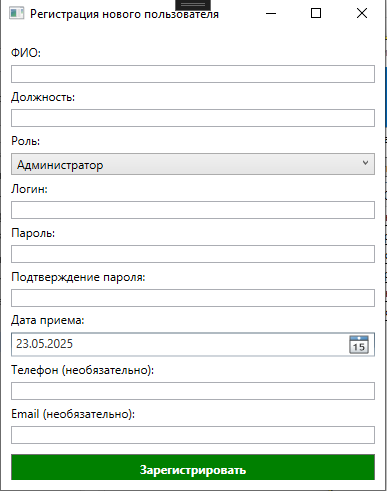 Регистрация нового пользователя
ФИО:
Должность:
Роль:
Администратор
Логин:
Пароль:
Подтверждение пароля:
Дата приема:
23.05.2025
15
Телефон (необязательно):
Email (необязательно):
Зарегистрировать